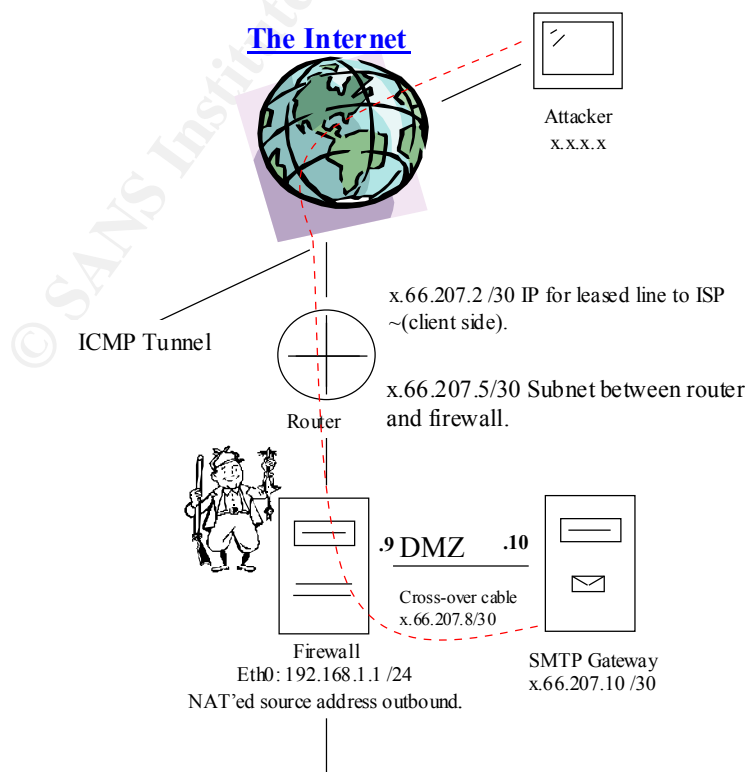 The Internet
Attacker
x.x.x.x
© SANS Institut
x.66.207.2 /30 IP for leased line to ISP
~(client side).
ICMP Tunnel
x.66.207.5/30 Subnet between router
and firewall.
Router
.9 DMZ .10
Cross-over cable
x.66.207.8/30
Firewall
Eth0: 192.168.1.1 /24
NAT'ed source address outbound.
SMTP Gateway
x.66.207.10 /30